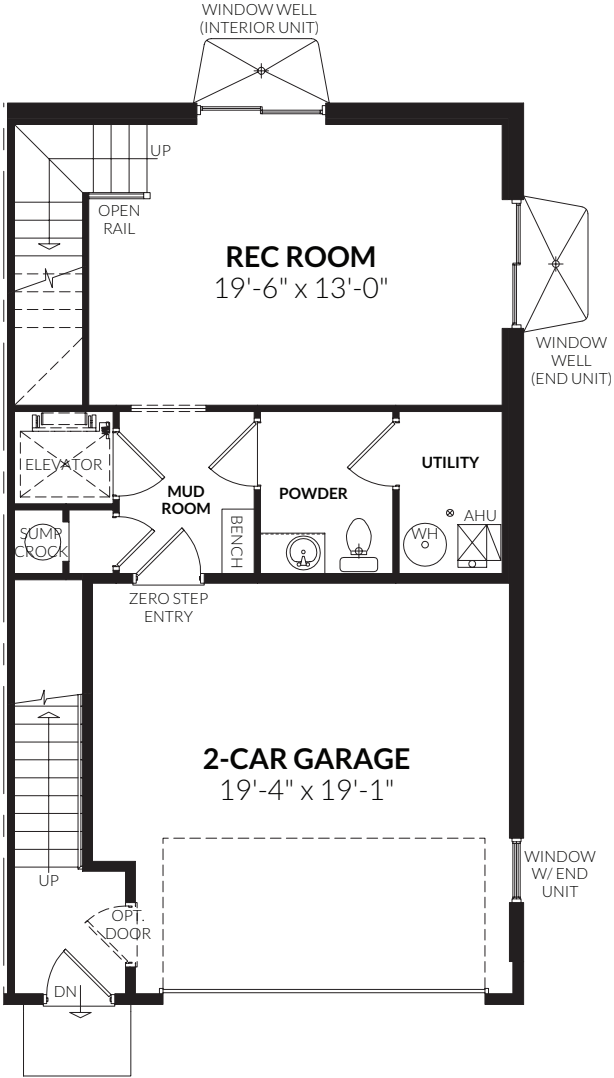 WINDOW WELL
(INTERIOR UNIT)
UP
OPEN
RAIL
REC ROOM
19'-6" x 13'-0"
WINDOW
WELL
(END UNIT)
ELEVATOR
MUD
ROOM
POWDER
UTILITY
SUMP
CROCK
BENCH
WH
AHU
ZERO STEP
ENTRY
2-CAR GARAGE
19'-4" x 19'-1"
UP
WINDOW
W/ END
UNIT
OPT.
DOOR
DN